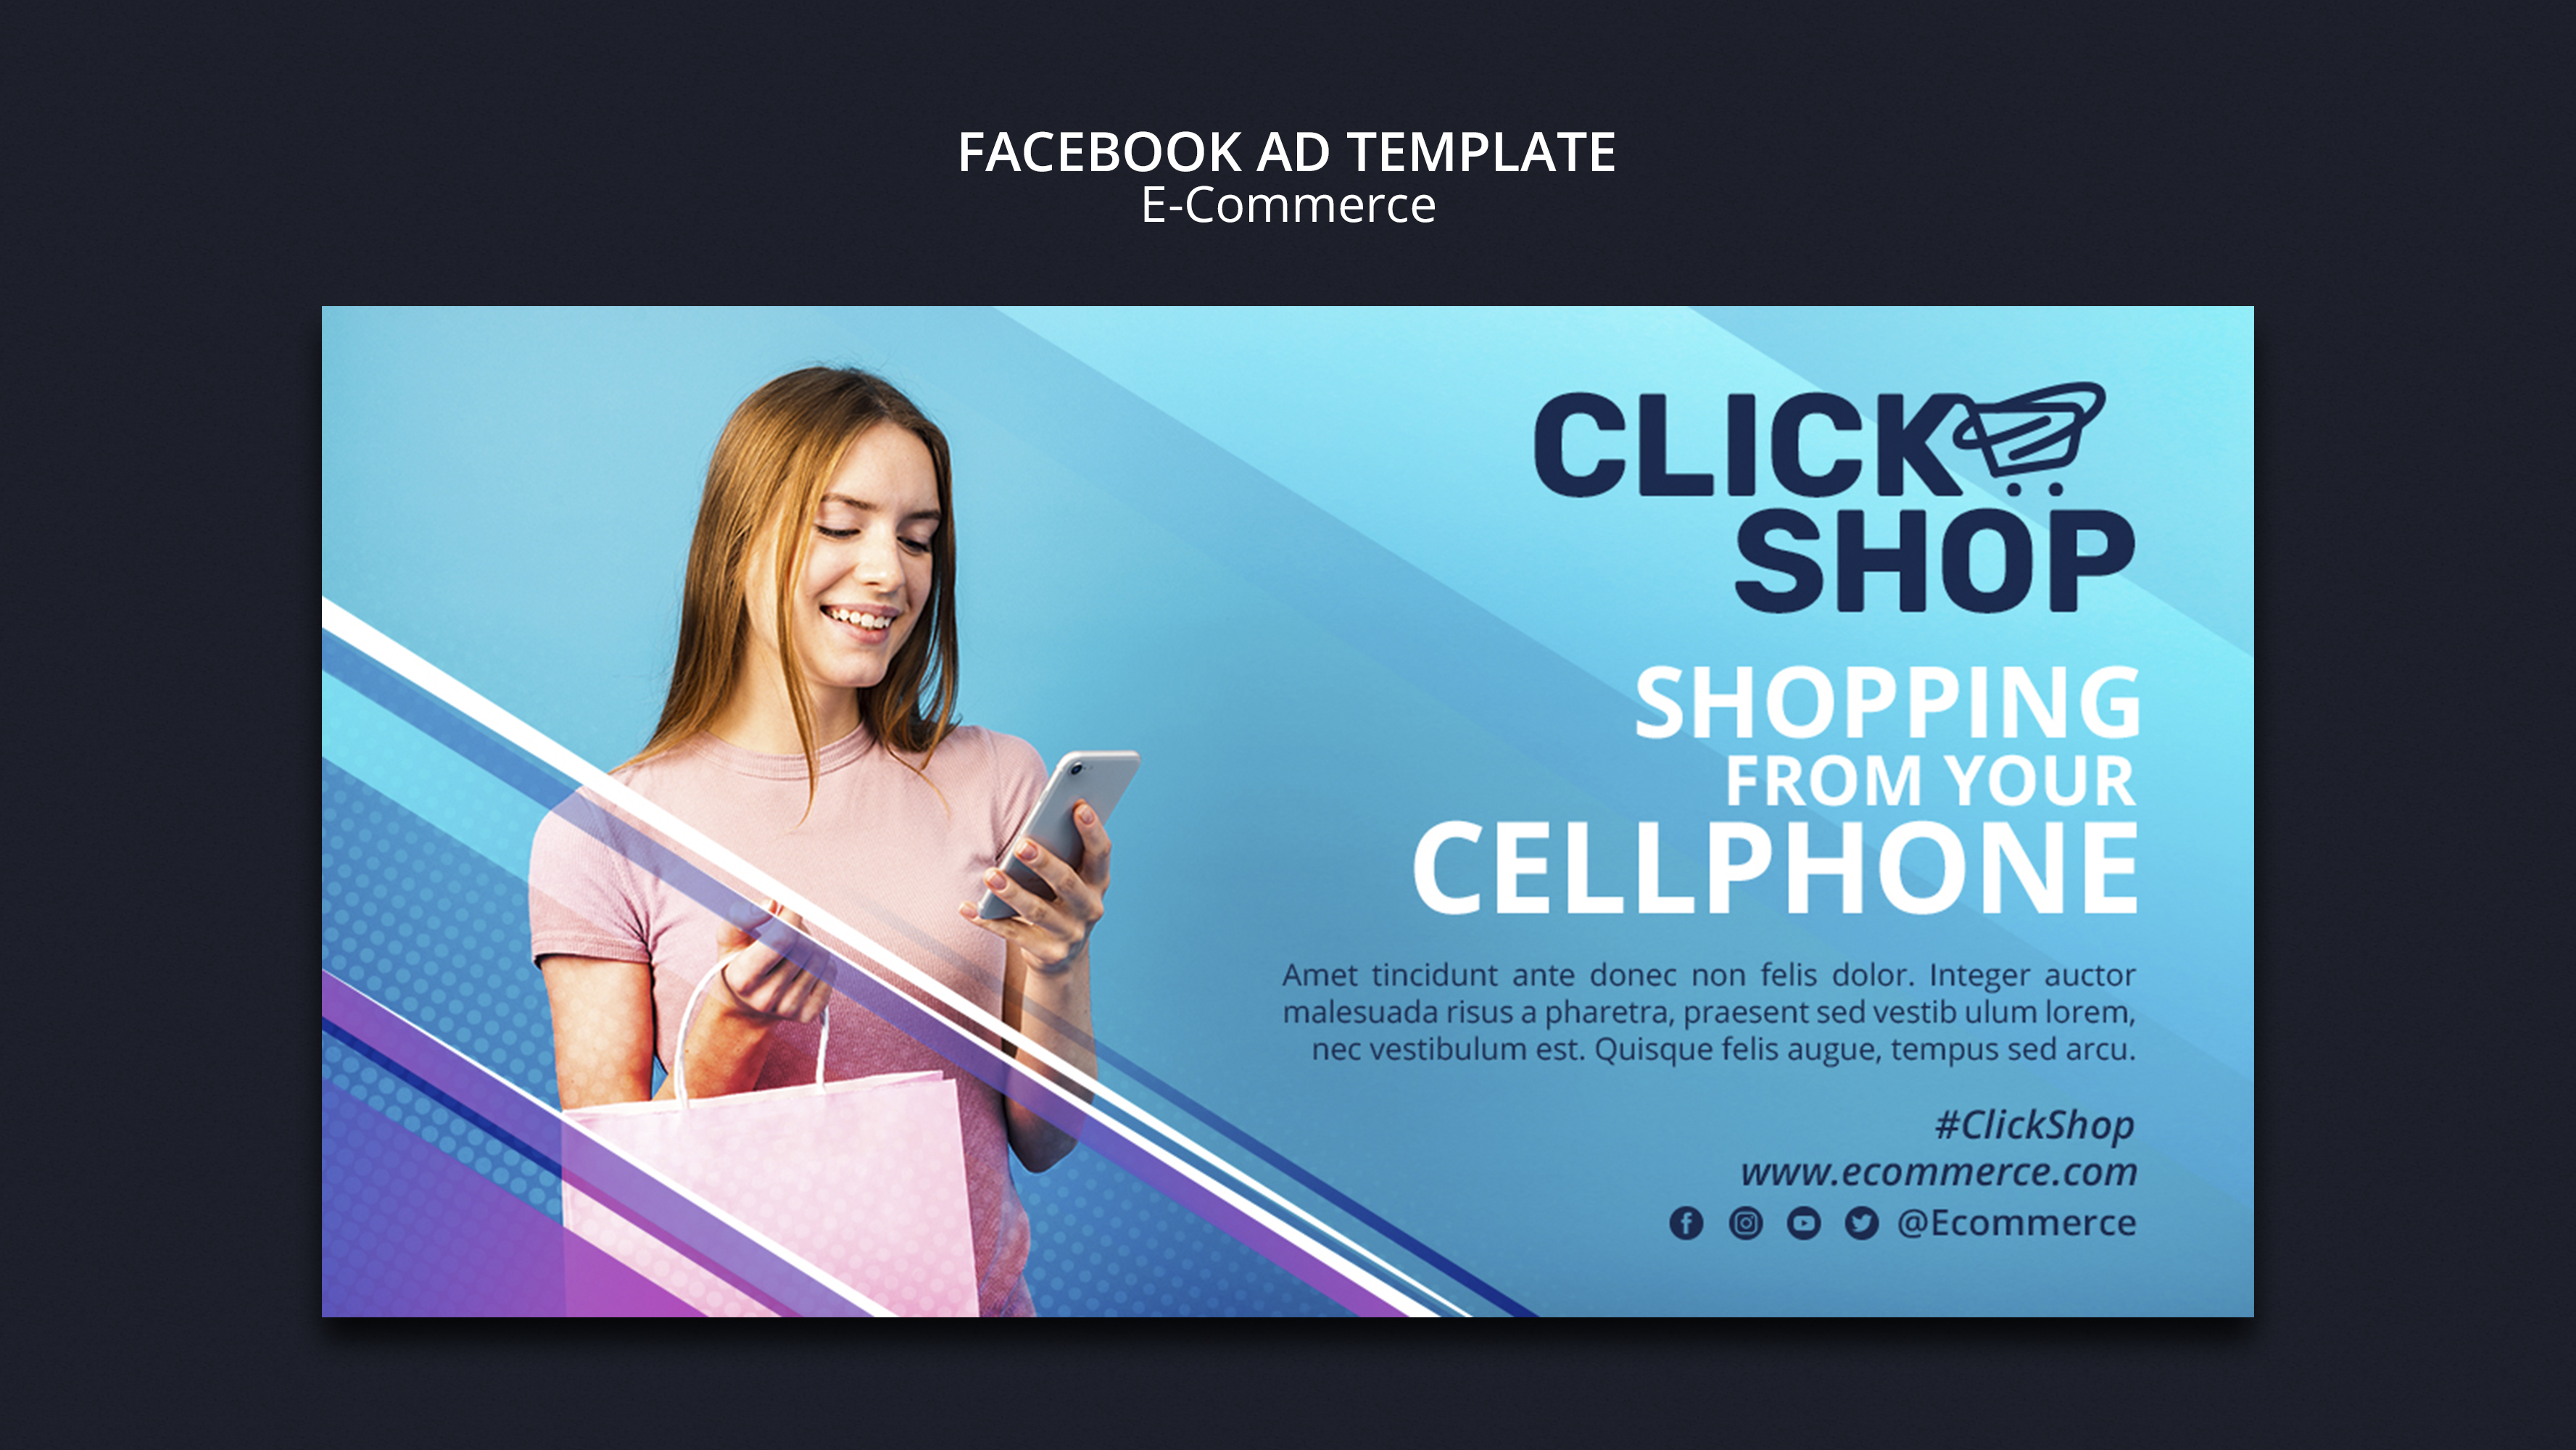 FACEBOOK AD TEMPLATE
E-Commerce
CLICK
SHOP
SHOPPING
FROM YOUR
CELLPHONE
Amet tincidunt ante donec non felis dolor. Integer auctor
malesuada risus a pharetra, praesent sed vestib ulum lorem,
nec vestibulum est. Quisque felis augue, tempus sed arcu.
#ClickShop
www.ecommerce.com
@Ecommerce